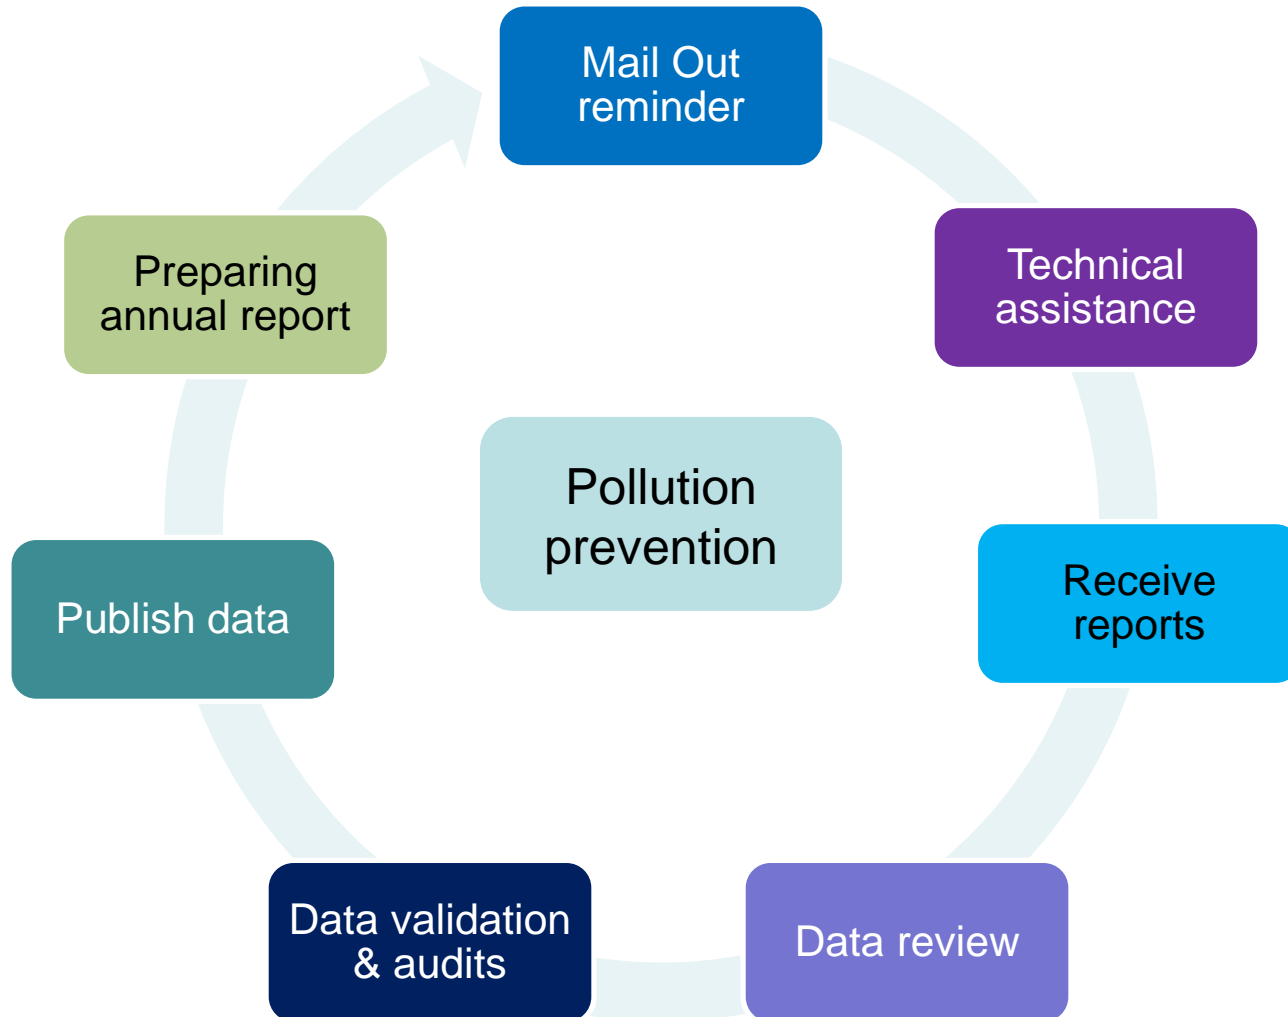 Mail Out
reminder
Technical
assistance
Receive
reports
Data review
Data validation
& audits
Publish data
Preparing
annual report
Pollution
prevention